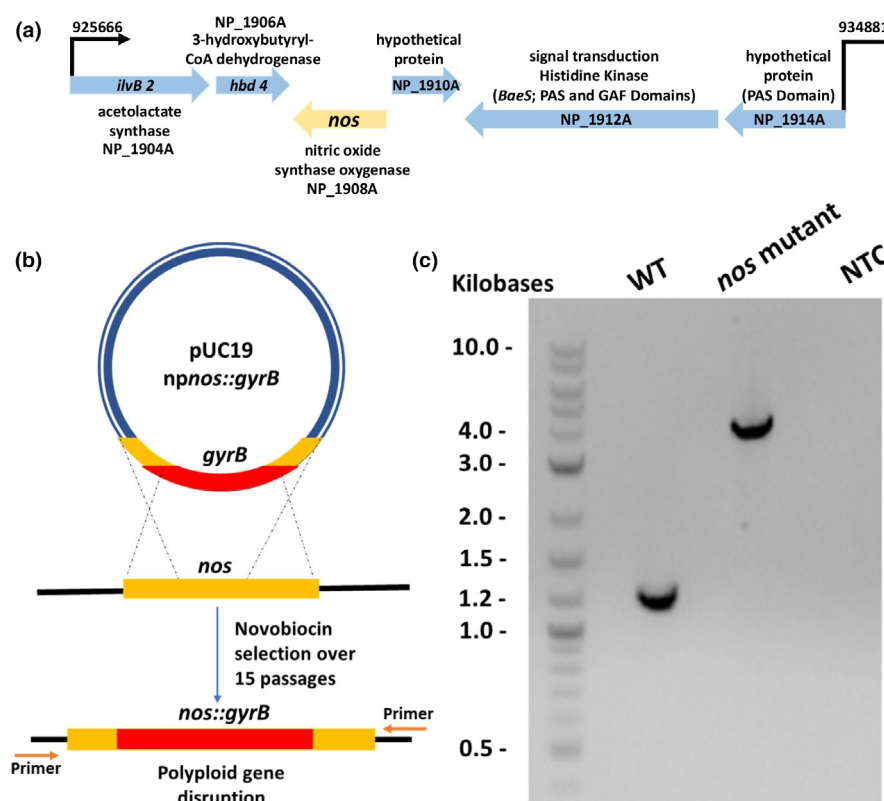 (a)
925666
NP_1906A
3-hydroxybutyryl-
CoA dehydrogenase
ilvB 2
hbd 4
acetolactate
synthase
NP_1904A
nos
nitric oxide
synthase oxygenase
NP_1908A
hypothetical
protein
NP_1910A
signal transduction
Histidine Kinase
(BaeS; PAS and GAF Domains)
NP_1912A
hypothetical
protein
(PAS Domain)
NP_1914A
934881
(b)
pUC19
npnos::gyrB
gyrB
nos
Novobiocin
selection over
15 passages
nos::gyrB
Primer
Primer
Polyploid gene
disruption
(c)
Kilobases
WT
nos mutant
NTC
10.0 -
4.0 -
3.0 -
2.0 -
1.5 -
1.2 -
1.0 -
0.5 -